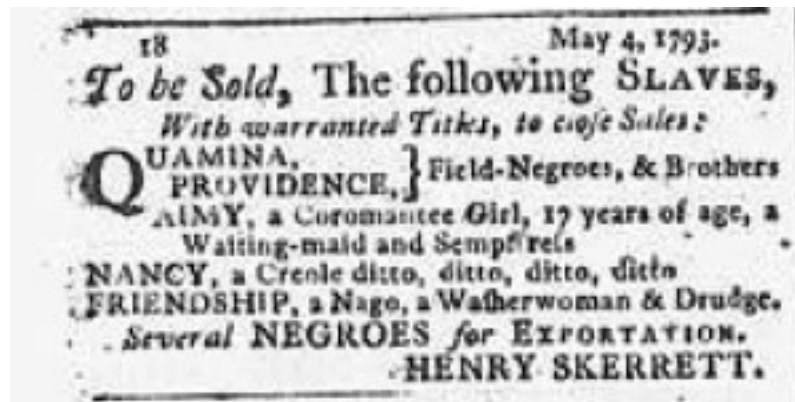 18 May 4, 1793.
To be Sold, The following SLAVES,
With warranted Titles, to close Sales:
QUAMINA,
PROVIDENCE, } Field-Negroes, & Brothers
AIMY, a Coromantee Girl, 17 years of age, a
Waiting-maid and Sempstress
NANCY, a Creole ditto, ditto, ditto, ditto
FRIENDSHIP, a Nago, a Washerwoman & Drudge.
Several NEGROES for EXPORTATION.
HENRY SKERRETT.